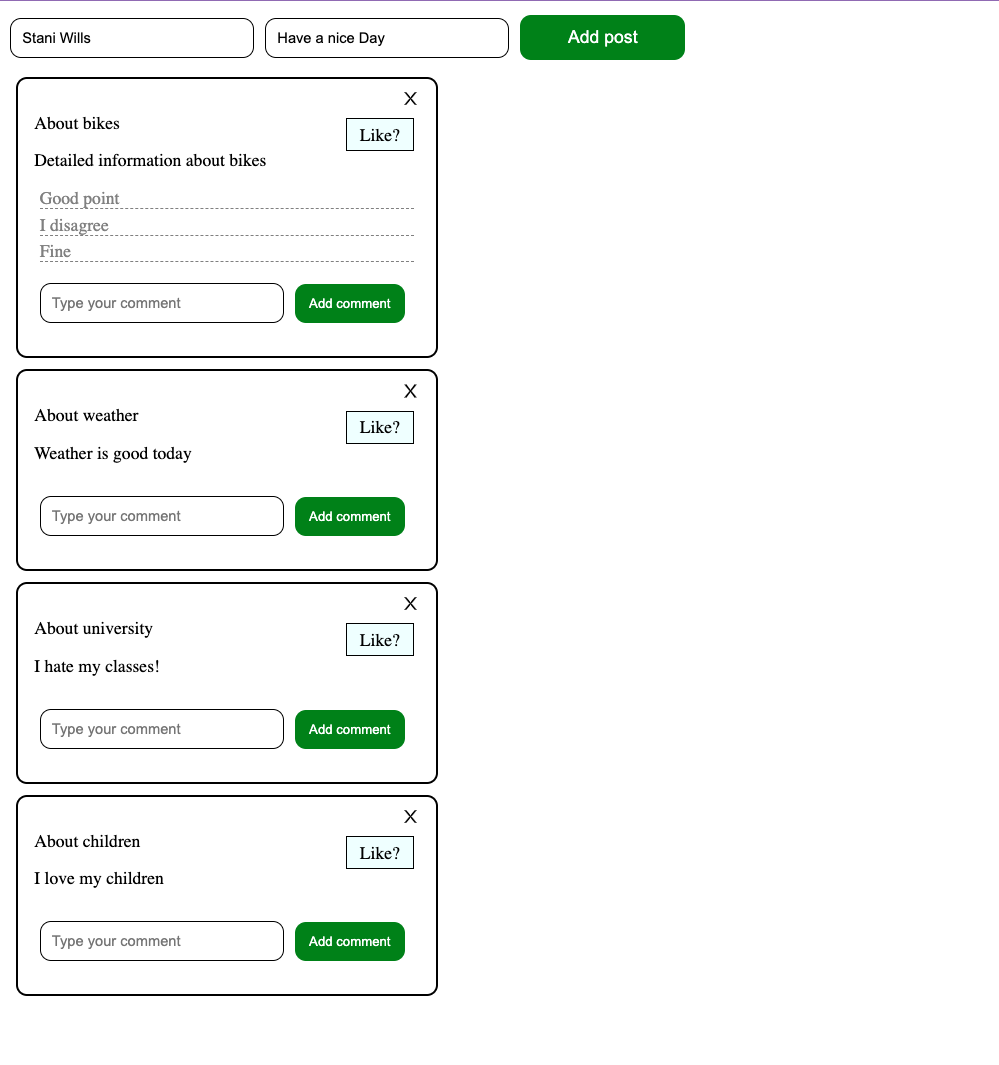 Stani Wills Have a nice Day Add post
X
About bikes Like?
Detailed information about bikes
Good point
I disagree
Fine
Type your comment Add comment
X
About weather Like?
Weather is good today
Type your comment Add comment
X
About university Like?
I hate my classes!
Type your comment Add comment
X
About children Like?
I love my children
Type your comment Add comment